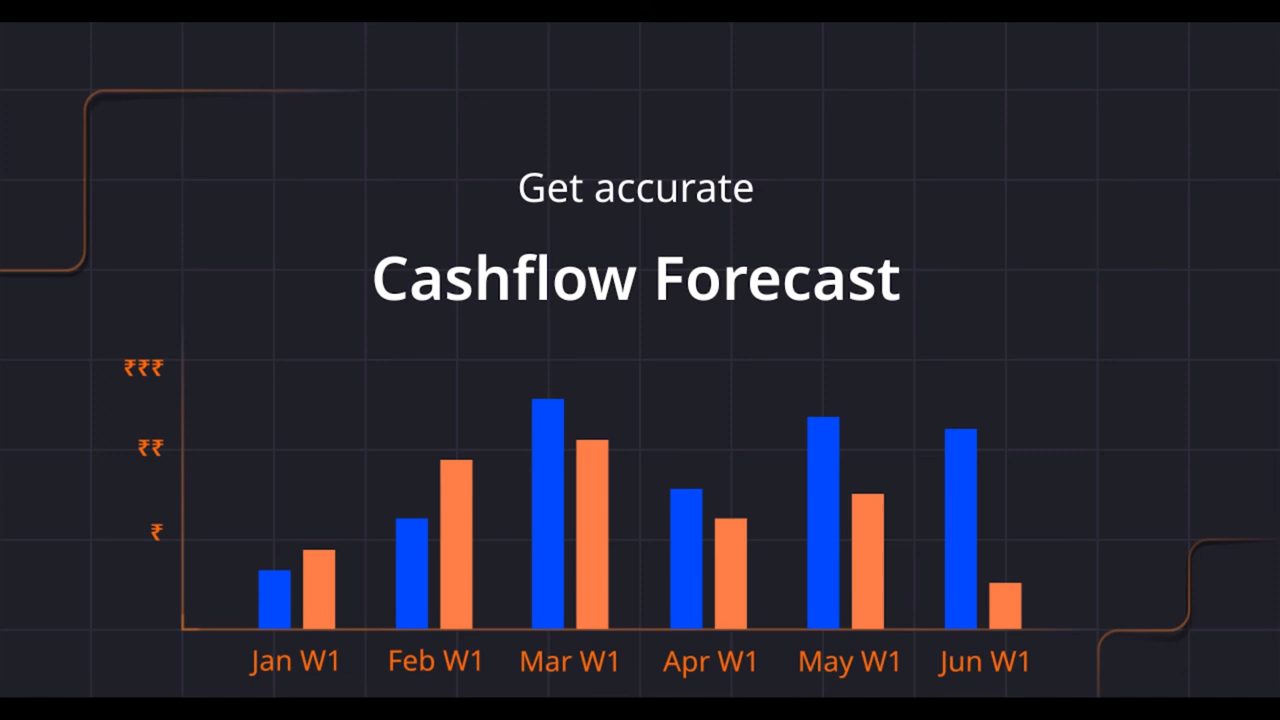 Get accurate
Cashflow Forecast
₹₹₹
₹₹
₹
Jan W1 Feb W1 Mar W1 Apr W1 May W1 Jun W1